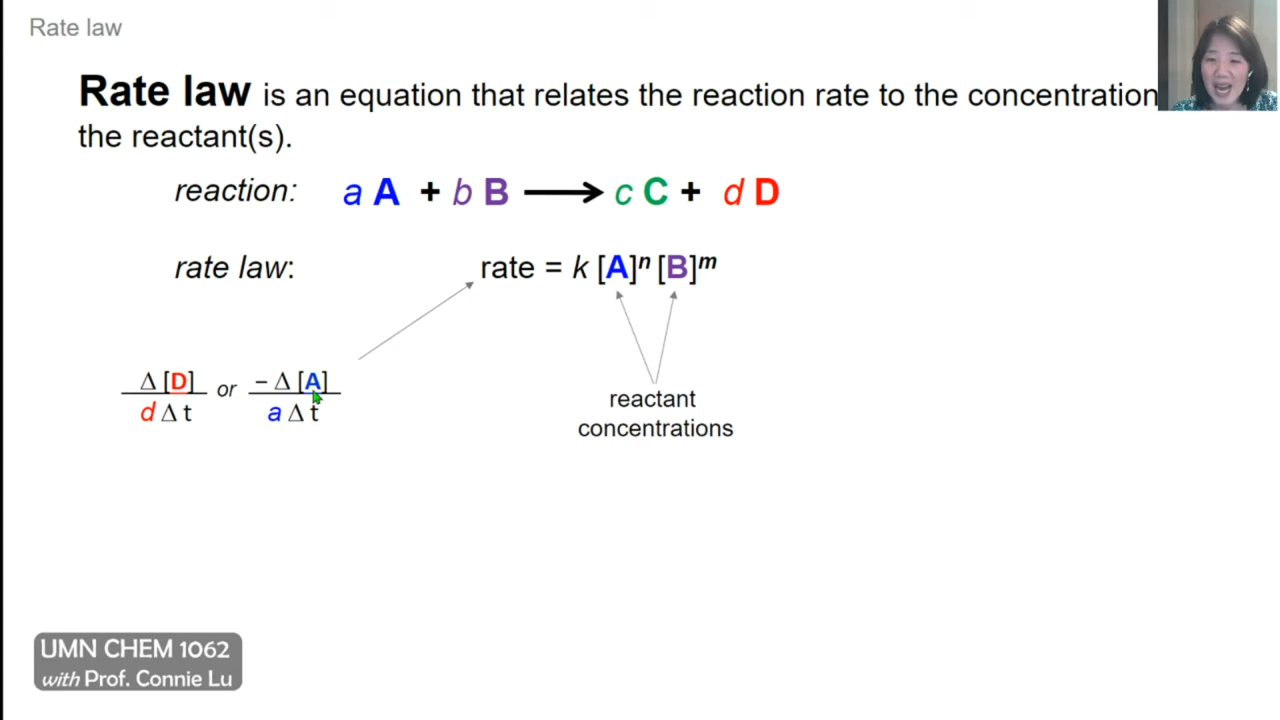 Rate law
Rate law is an equation that relates the reaction rate to the concentration
the reactant(s).
reaction: a A + b B ⟶ c C + d D
rate law: rate = k [A]ⁿ [B]ᵐ
Δ [D] or – Δ [A]
d Δ t a Δ t
reactant
concentrations
UMN CHEM 1062
with Prof. Connie Lu